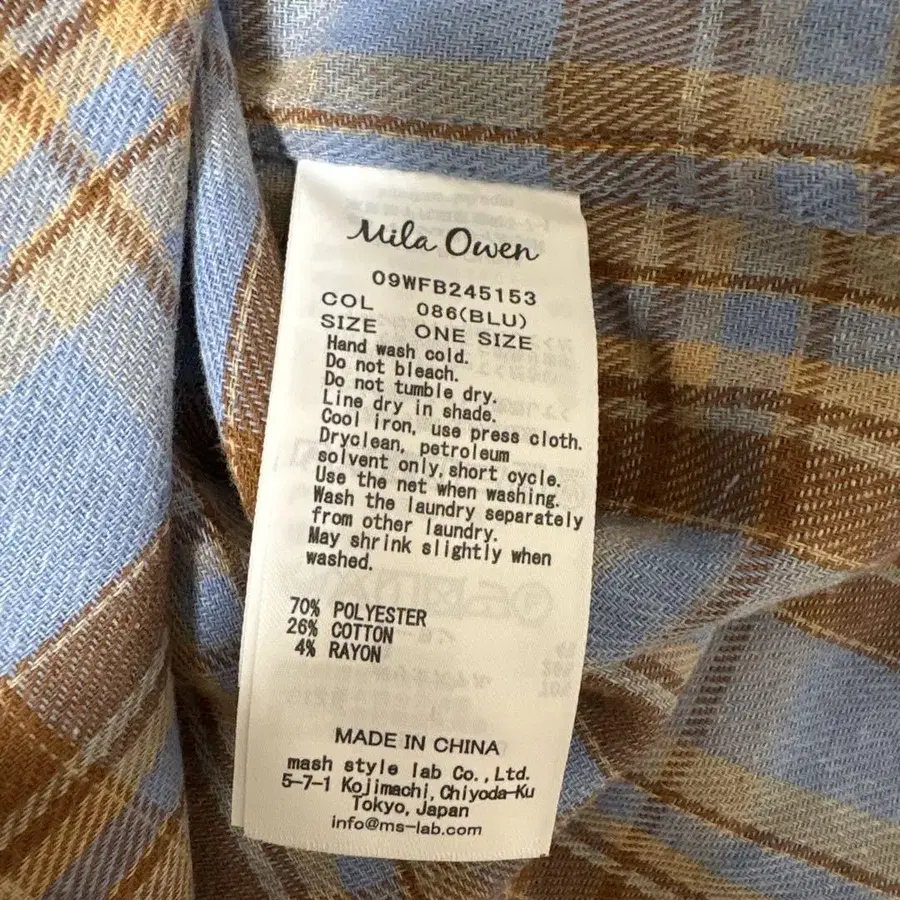 Mila Owen
09WFB245153
COL 086(BLU)
SIZE ONE SIZE
Hand wash cold.
Do not bleach.
Do not tumble dry.
Line dry in shade.
Cool iron, use press cloth.
Dryclean, petroleum
solvent only, short cycle.
Use the net when washing.
Wash the laundry separately
from other laundry.
May shrink slightly when
washed.
70% POLYESTER
26% COTTON
4% RAYON
MADE IN CHINA
mash style lab Co.,Ltd.
5-7-1 Kojimachi,Chiyoda-Ku
Tokyo, Japan
info@ms-lab.com